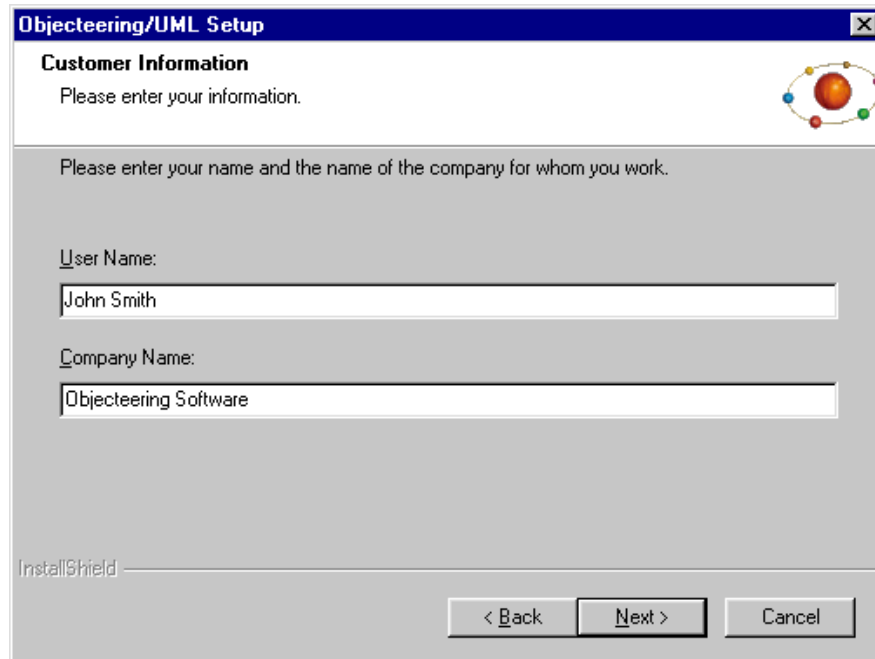 Objecteering/UML Setup
Customer Information
Please enter your information.
Please enter your name and the name of the company for whom you work.
User Name:
John Smith
Company Name:
Objecteering Software
InstallShield
< Back Next > Cancel